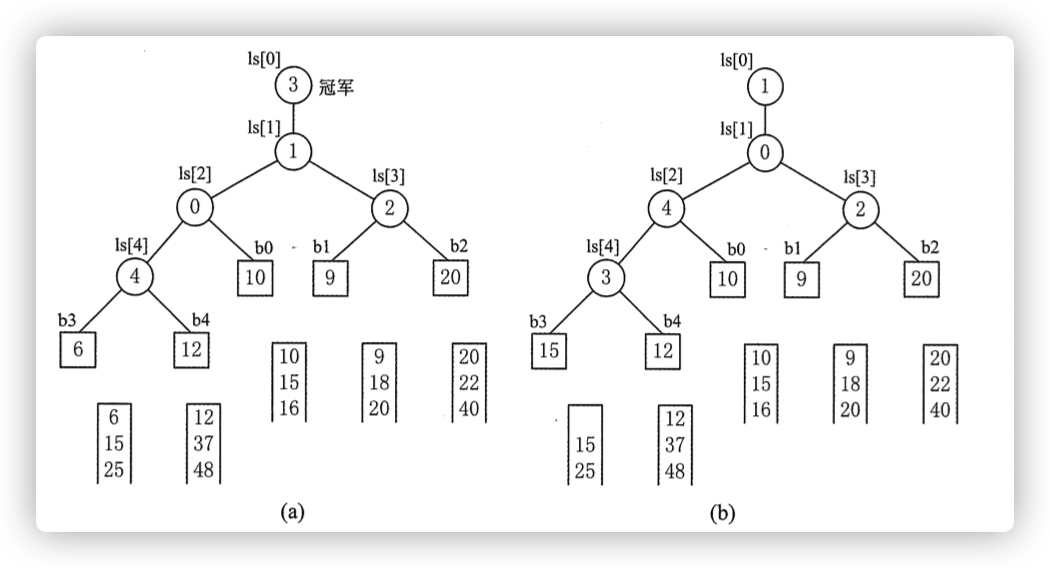 ls[0]
3 冠军
ls[1]
1
ls[2] ls[3]
0 2
ls[4] b0 b1 b2
4 10 9 20
b3 b4
6 12
10 9 20
15 18 22
16 20 40
6 12
15 37
25 48
(a)
ls[0]
1
ls[1]
0
ls[2] ls[3]
4 2
ls[4] b0 b1 b2
3 10 9 20
b3 b4
15 12
10 9 20
15 18 22
16 20 40
12
15 37
25 48
(b)